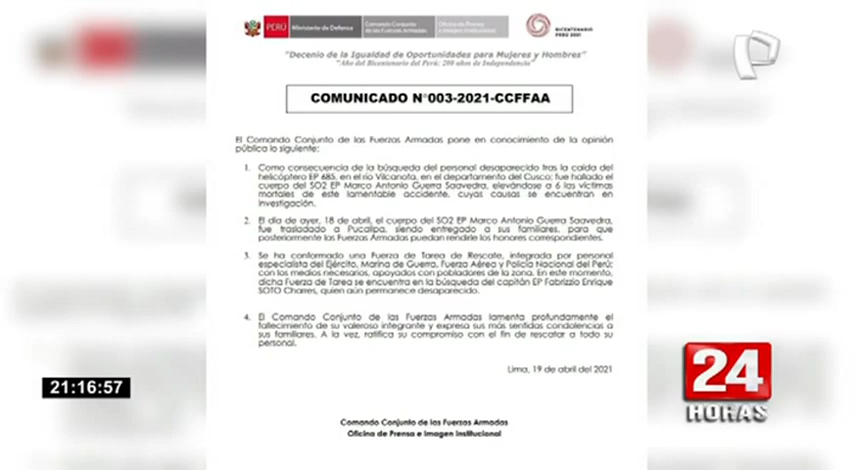 PERÚ Ministerio de Defensa Comando Conjunto de las Fuerzas Armadas Oficina de Prensa e Imagen Institucional BICENTENARIO PERÚ 2021
"Decenio de la Igualdad de Oportunidades para Mujeres y Hombres"
"Año del Bicentenario del Perú: 200 años de Independencia"
COMUNICADO N°003-2021-CCFFAA
El Comando Conjunto de las Fuerzas Armadas pone en conocimiento de la opinión
pública lo siguiente:
1. Como consecuencia de la búsqueda del personal desaparecido tras la caída del
helicóptero EP 685, en el río Vilcanota, en el departamento del Cusco; fue hallado el
cuerpo del SO2 EP Marco Antonio Guerra Saavedra, elevándose a 6 las víctimas
mortales de este lamentable accidente, cuyas causas se encuentran en
investigación.
2. El día de ayer, 18 de abril, el cuerpo del SO2 EP Marco Antonio Guerra Saavedra,
fue trasladado a Pucallpa, siendo entregado a sus familiares, para que
posteriormente las Fuerzas Armadas puedan rendirle los honores correspondientes.
3. Se ha conformado una Fuerza de Tarea de Rescate, integrada por personal
especialista del Ejército, Marina de Guerra, Fuerza Aérea y Policía Nacional del Perú;
con los medios necesarios, apoyados con pobladores de la zona. En este momento,
dicha Fuerza de Tarea se encuentra en la búsqueda del capitán EP Fabrizzio Enrique
SOTO Charres, quien aún permanece desaparecido.
4. El Comando Conjunto de las Fuerzas Armadas lamenta profundamente el
fallecimiento de su valeroso integrante y expresa sus más sentidas condolencias a
sus familiares. A la vez, ratifica su compromiso con el fin de rescatar a todo su
personal.
Lima, 19 de abril del 2021
Comando Conjunto de las Fuerzas Armadas
Oficina de Prensa e Imagen Institucional
21:16:57
24
HORAS